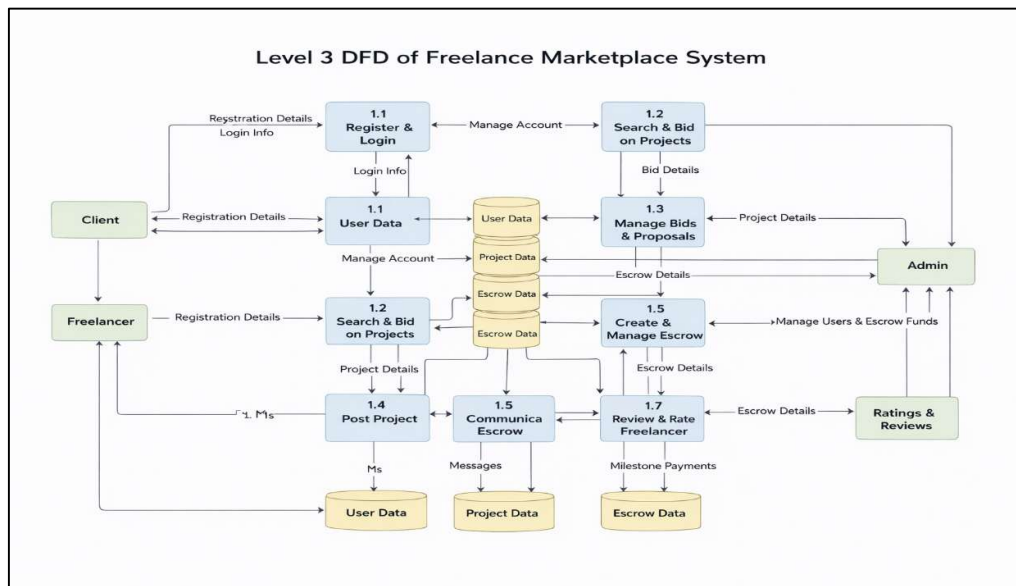 Level 3 DFD of Freelance Marketplace System
Reystrration Details
Login Info
1.1
Register &
Login
Manage Account
1.2
Search & Bid
on Projects
Login Info
Bid Details
Client
Registration Details
1.1
User Data
User Data
1.3
Manage Bids
& Proposals
Project Details
Manage Account
Project Data
Escrow Details
Admin
Escrow Data
Freelancer
Registration Details
1.2
Search & Bid
on Projects
Escrow Data
1.5
Create &
Manage Escrow
Manage Users & Escrow Funds
Project Details
Escrow Details
1. Ms
1.4
Post Project
1.5
Communica
Escrow
1.7
Review & Rate
Freelancer
Escrow Details
Ratings &
Reviews
Ms
Messages
Milestone Payments
User Data
Project Data
Escrow Data